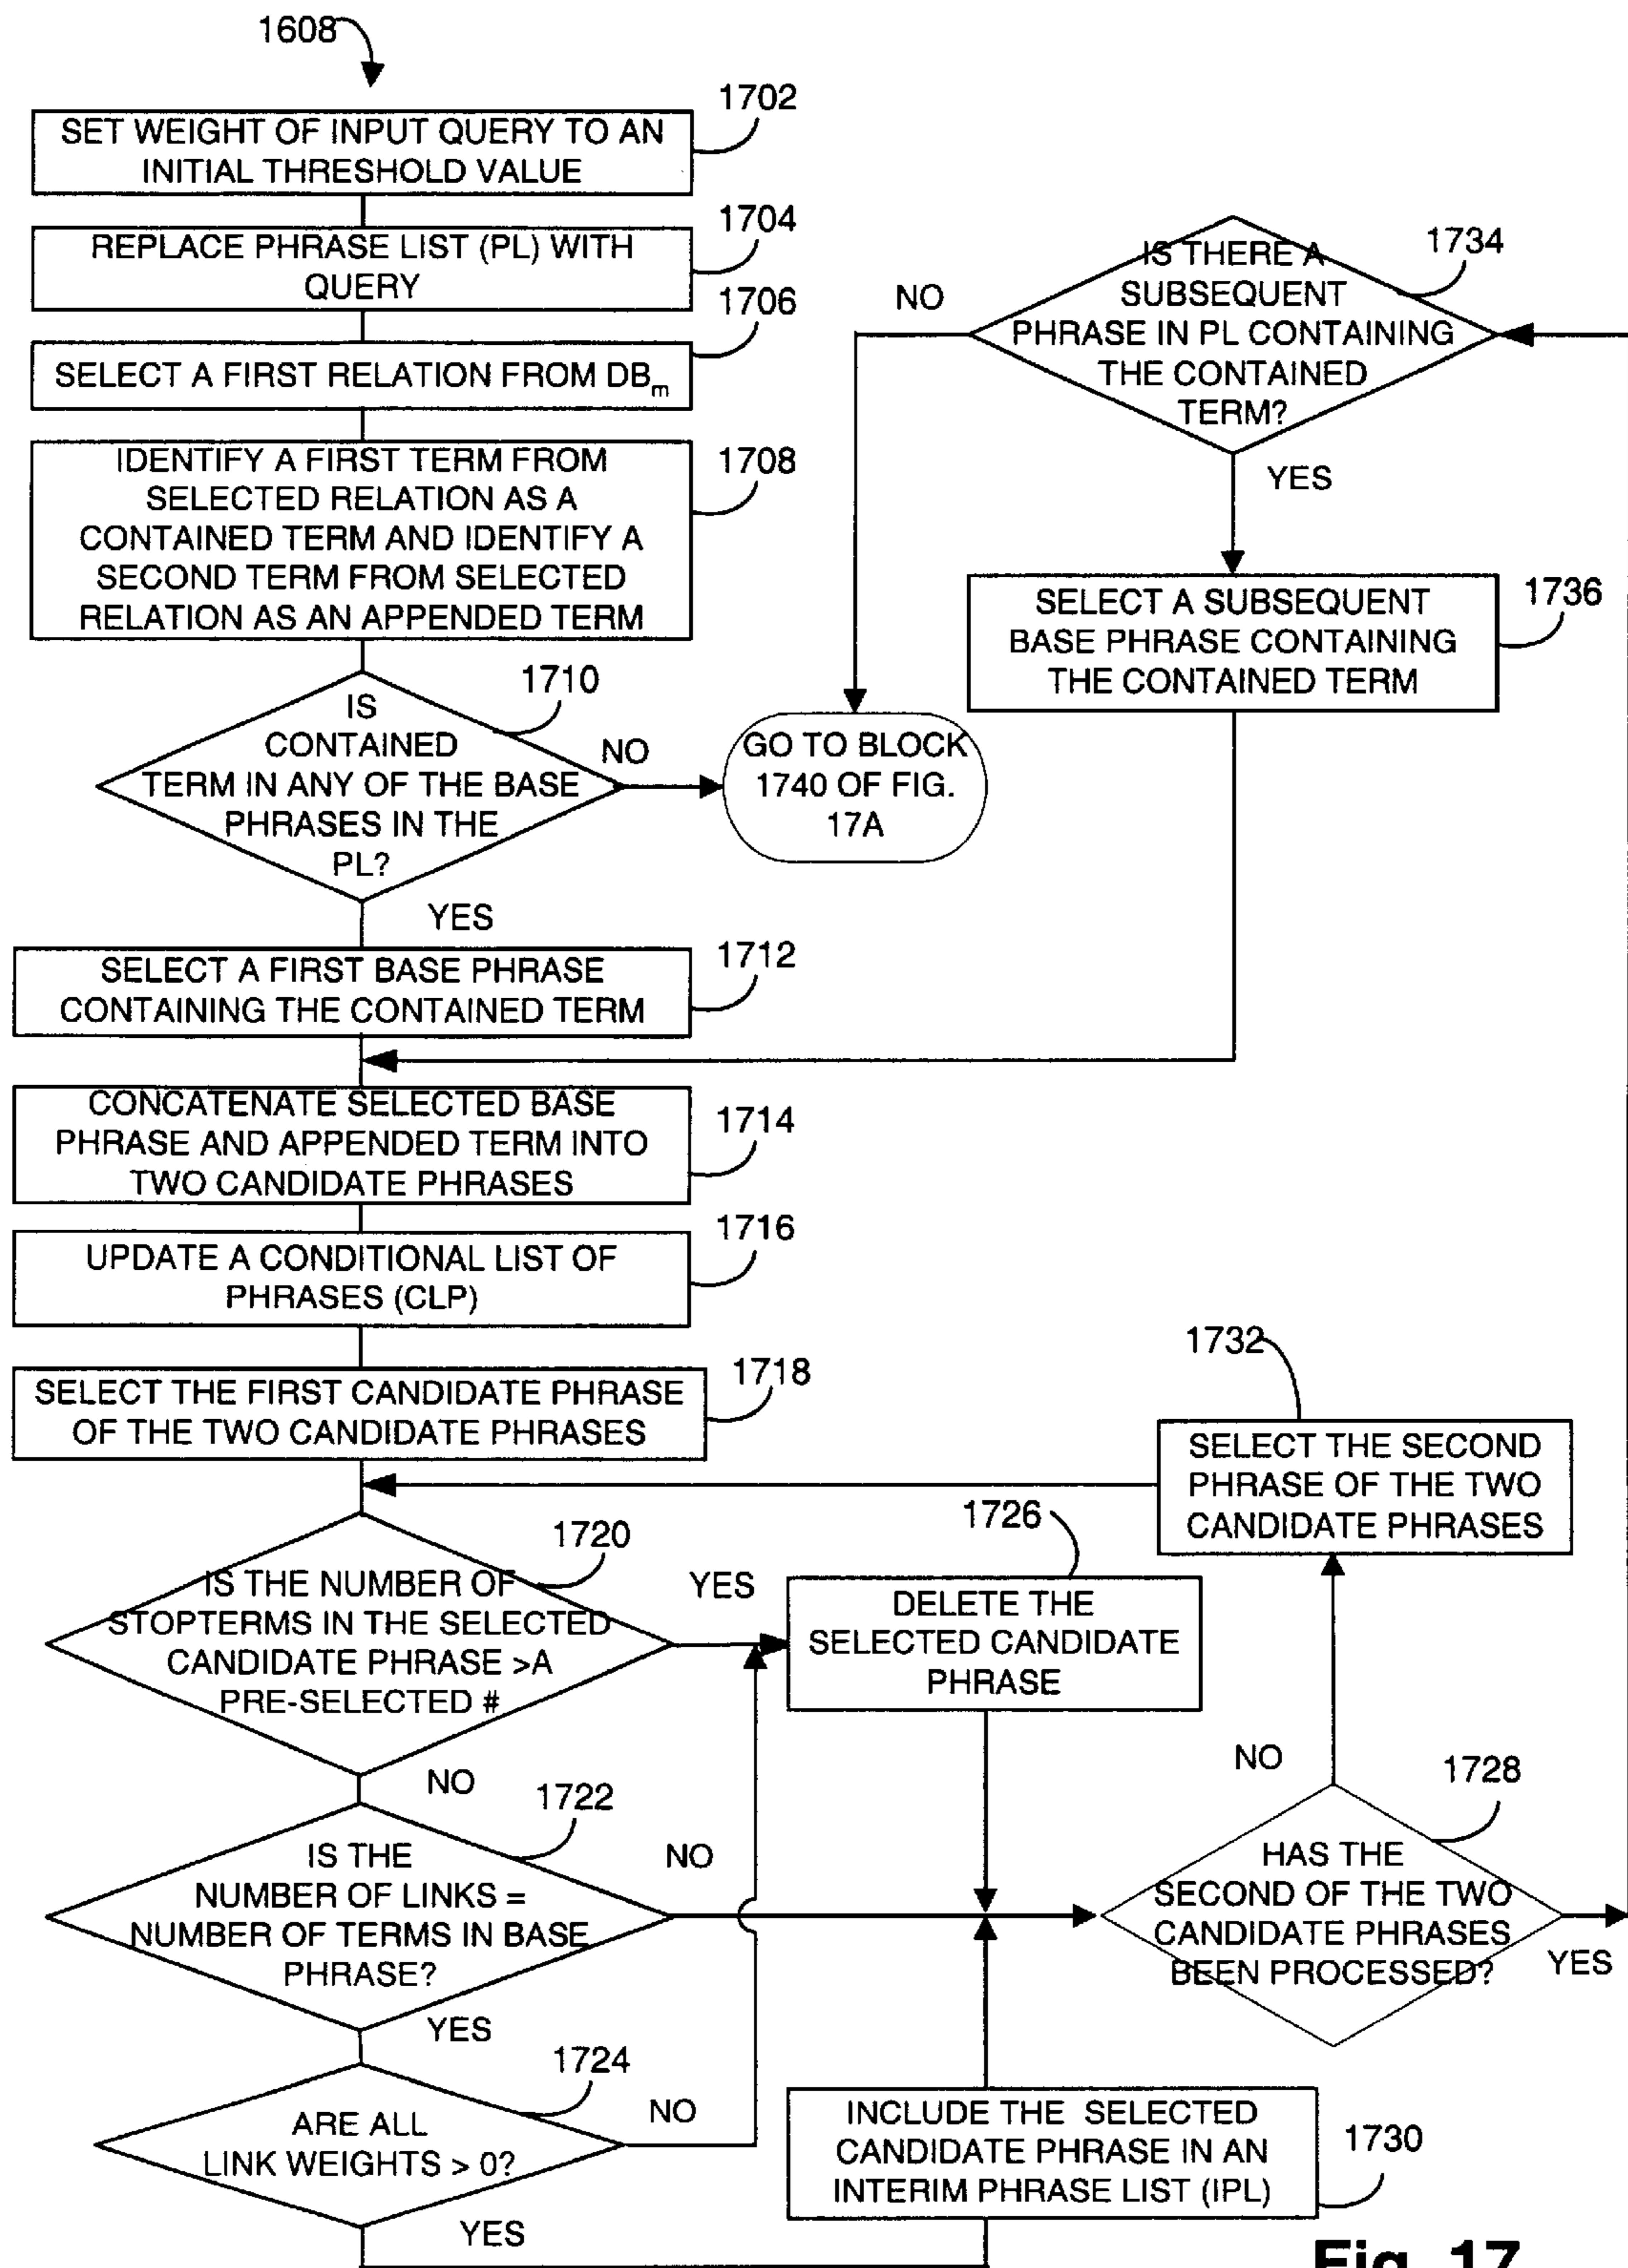 1608
1702
SET WEIGHT OF INPUT QUERY TO AN
INITIAL THRESHOLD VALUE
1704
REPLACE PHRASE LIST (PL) WITH
QUERY
1706
SELECT A FIRST RELATION FROM DBm
1708
IDENTIFY A FIRST TERM FROM
SELECTED RELATION AS A
CONTAINED TERM AND IDENTIFY A
SECOND TERM FROM SELECTED
RELATION AS AN APPENDED TERM
1710
IS
CONTAINED
TERM IN ANY OF THE BASE
PHRASES IN THE
PL?
NO
GO TO BLOCK
1740 OF FIG.
17A
YES
1712
SELECT A FIRST BASE PHRASE
CONTAINING THE CONTAINED TERM
1714
CONCATENATE SELECTED BASE
PHRASE AND APPENDED TERM INTO
TWO CANDIDATE PHRASES
1716
UPDATE A CONDITIONAL LIST OF
PHRASES (CLP)
1718
SELECT THE FIRST CANDIDATE PHRASE
OF THE TWO CANDIDATE PHRASES
1720
IS THE NUMBER OF
STOPTERMS IN THE SELECTED
CANDIDATE PHRASE >A
PRE-SELECTED #
YES
NO
1722
IS THE
NUMBER OF LINKS =
NUMBER OF TERMS IN BASE
PHRASE?
NO
YES
1724
ARE ALL
LINK WEIGHTS > 0?
NO
YES
1726
DELETE THE
SELECTED CANDIDATE
PHRASE
1728
HAS THE
SECOND OF THE TWO
CANDIDATE PHRASES
BEEN PROCESSED?
NO
YES
1730
INCLUDE THE SELECTED
CANDIDATE PHRASE IN AN
INTERIM PHRASE LIST (IPL)
1732
SELECT THE SECOND
PHRASE OF THE TWO
CANDIDATE PHRASES
1734
IS THERE A
SUBSEQUENT
PHRASE IN PL CONTAINING
THE CONTAINED
TERM?
NO
YES
1736
SELECT A SUBSEQUENT
BASE PHRASE CONTAINING
THE CONTAINED TERM
Fig. 17